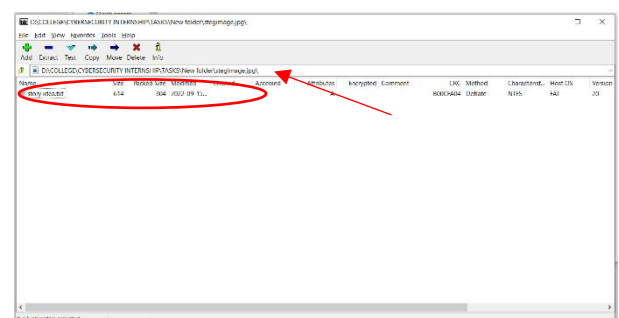 D:\COLLEGE\CYBERSECURITY INTERNSHIP\TASKS\New folder\stegimage.jpg\
File Edit View Favorites Tools Help
Add Extract Test Copy Move Delete Info
D:\COLLEGE\CYBERSECURITY INTERNSHIP\TASKS\New folder\stegimage.jpg\
Name Size Packed Size Modified Created Accessed Attributes Encrypted Comment CRC Method Characterist... Host OS Version
story idea.txt 614 304 2022-09-15... A Deflate NTFS FAT 20